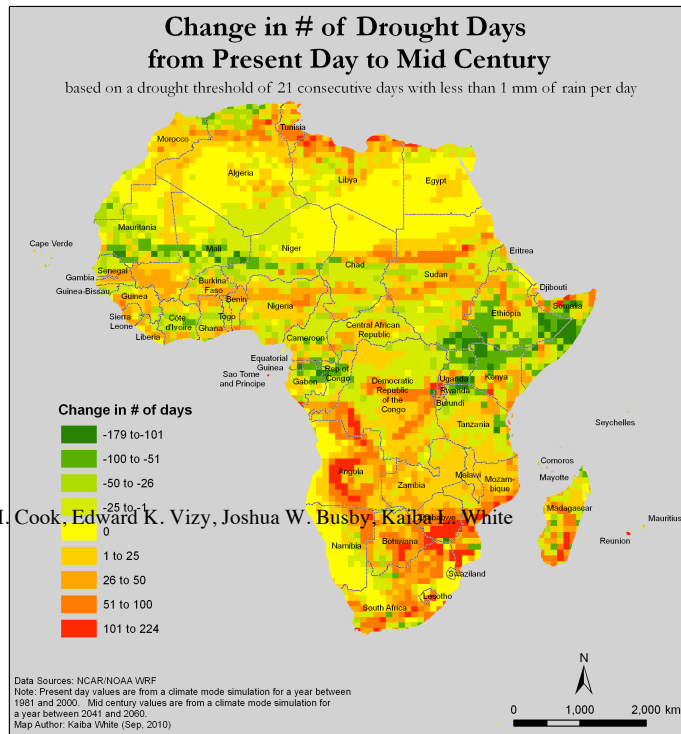 Change in # of Drought Days
from Present Day to Mid Century
based on a drought threshold of 21 consecutive days with less than 1 mm of rain per day
Tunisia
Morocco
Algeria
Libya
Egypt
Mauritania
Cape Verde
Mali
Niger
Chad
Sudan
Eritrea
Senegal
Gambia
Guinea-Bissau
Guinea
Burkina
Faso
Benin
Nigeria
Djibouti
Somalia
Ethiopia
Sierra
Leone
Liberia
Côte
d'Ivoire
Ghana
Togo
Cameroon
Central African
Republic
Equatorial
Guinea
Sao Tome
and Principe
Gabon
Rep of
Congo
Democratic
Republic
of the
Congo
Uganda
Kenya
Rwanda
Burundi
Tanzania
Seychelles
Comoros
Mayotte
Angola
Zambia
Malawi
Mozam-
bique
Madagascar
Mauritius
Reunion
Zimbabwe
Namibia
Botswana
Swaziland
Lesotho
South Africa
Change in # of days
-179 to -101
-100 to -51
-50 to -26
-25 to -1
0
1 to 25
26 to 50
51 to 100
101 to 224
. Cook, Edward K. Vizy, Joshua W. Busby, Kaiba L. White
Data Sources: NCAR/NOAA WRF
Note: Present day values are from a climate mode simulation for a year between
1981 and 2000. Mid century values are from a climate mode simulation for
a year between 2041 and 2060.
Map Author: Kaiba White (Sep, 2010)
N
0 1,000 2,000 km